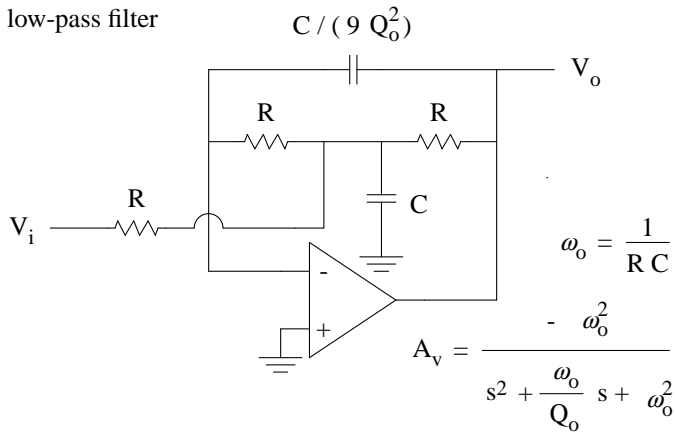 low-pass filter
C / ( 9 Q_o^2)
V_o
R
R
R
C
V_i
-
+
ω_o = 1 / R C
A_v = - ω_o^2 / s^2 + ω_o / Q_o s + ω_o^2